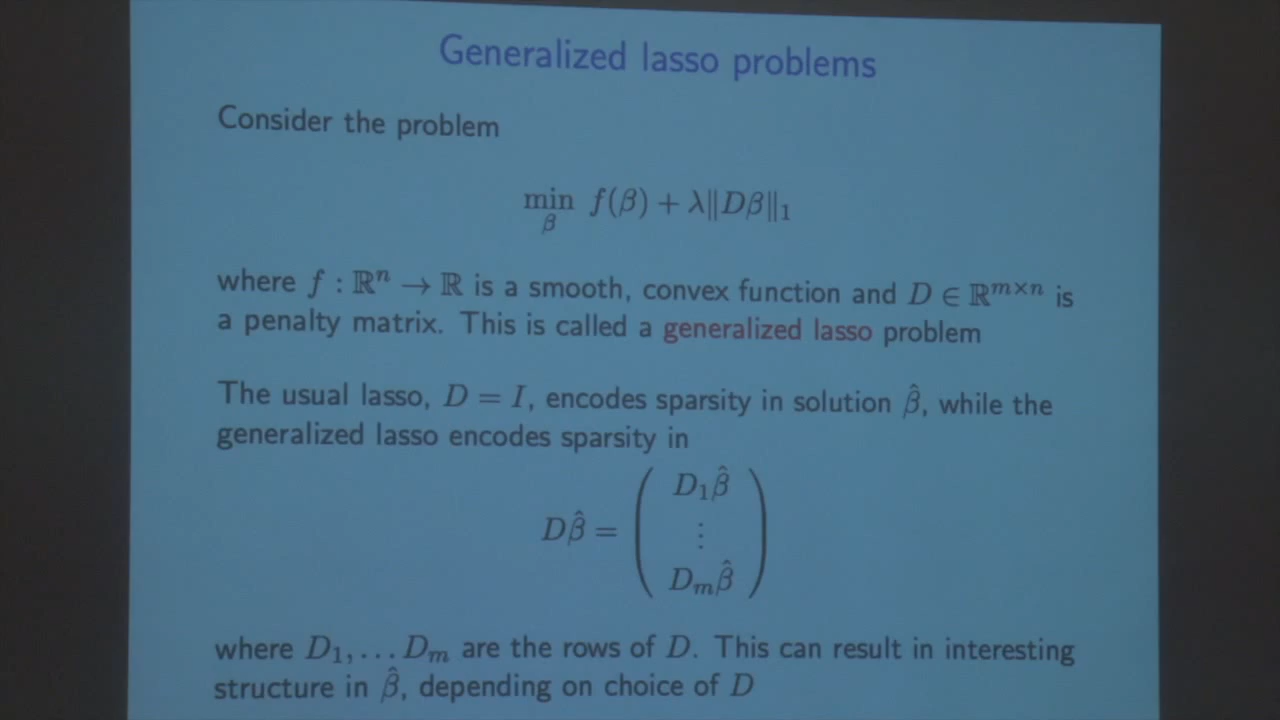 Generalized lasso problems
Consider the problem
min_β f(β) + λ‖Dβ‖₁
where f : ℝⁿ → ℝ is a smooth, convex function and D ∈ ℝ^{m×n} is
a penalty matrix. This is called a generalized lasso problem
The usual lasso, D = I, encodes sparsity in solution β̂, while the
generalized lasso encodes sparsity in
Dβ̂ = ( D₁β̂ ⋮ Dₘβ̂ )
where D₁, … Dₘ are the rows of D. This can result in interesting
structure in β̂, depending on choice of D